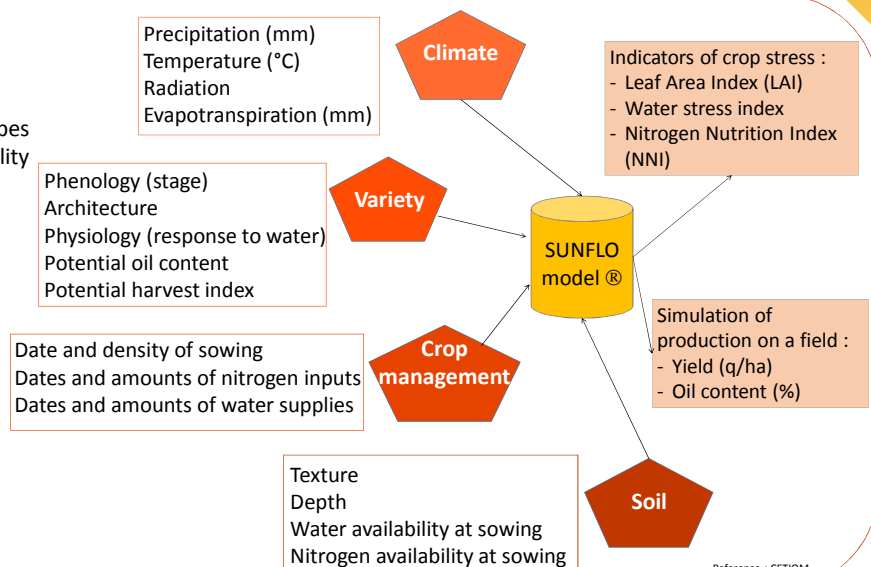 Precipitation (mm)
Temperature (°C)
Radiation
Evapotranspiration (mm)
Climate
Indicators of crop stress :
- Leaf Area Index (LAI)
- Water stress index
- Nitrogen Nutrition Index
(NNI)
Phenology (stage)
Architecture
Physiology (response to water)
Potential oil content
Potential harvest index
Variety
SUNFLO
model ®
Simulation of
production on a field :
- Yield (q/ha)
- Oil content (%)
Date and density of sowing
Dates and amounts of nitrogen inputs
Dates and amounts of water supplies
Crop
management
Texture
Depth
Water availability at sowing
Nitrogen availability at sowing
Soil